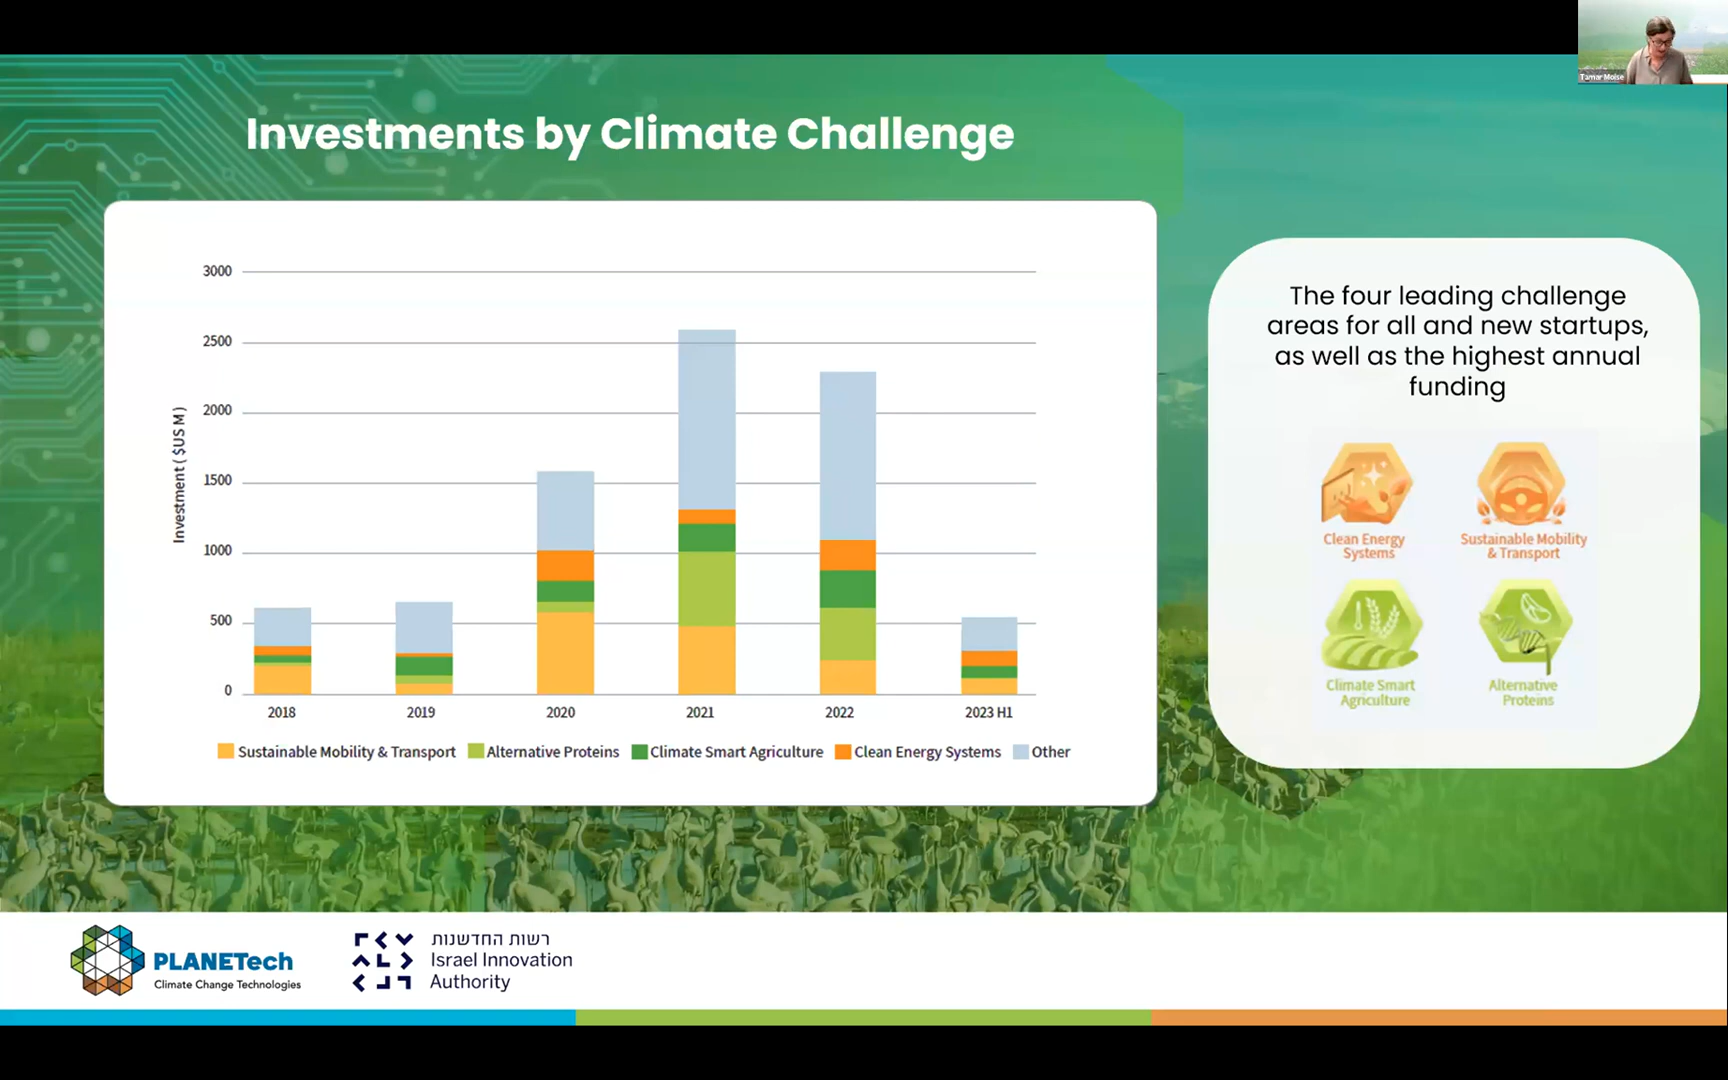 Tamar Moise
Investments by Climate Challenge
3000
2500
2000
1500
1000
500
0
Investment ( $US M)
2018
2019
2020
2021
2022
2023 H1
Sustainable Mobility & Transport
Alternative Proteins
Climate Smart Agriculture
Clean Energy Systems
Other
The four leading challenge
areas for all and new startups,
as well as the highest annual
funding
Clean Energy
Systems
Sustainable Mobility
& Transport
Climate Smart
Agriculture
Alternative
Proteins
PLANETech
Climate Change Technologies
רשות החדשנות
Israel Innovation
Authority